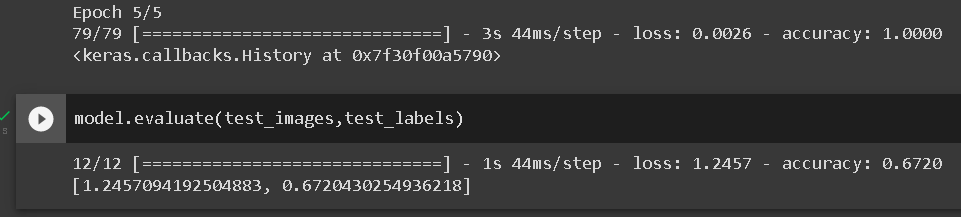 Epoch 5/5
79/79 [==============================] - 3s 44ms/step - loss: 0.0026 - accuracy: 1.0000
<keras.callbacks.History at 0x7f30f00a5790>
model.evaluate(test_images,test_labels)
12/12 [==============================] - 1s 44ms/step - loss: 1.2457 - accuracy: 0.6720
[1.2457094192504883, 0.6720430254936218]